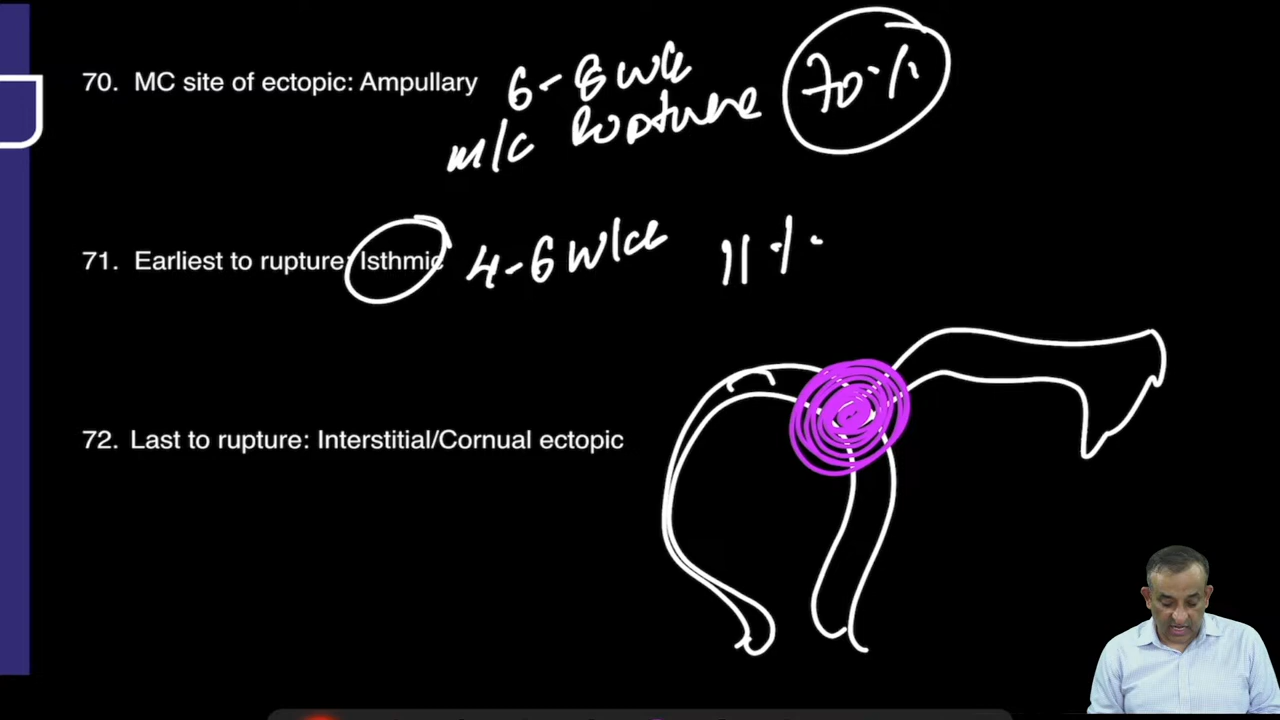 70. MC site of ectopic: Ampullary 6-8 wk 70%
m/c Rupture
71. Earliest to rupture: Isthmic 4-6 wk 11%
72. Last to rupture: Interstitial/Cornual ectopic